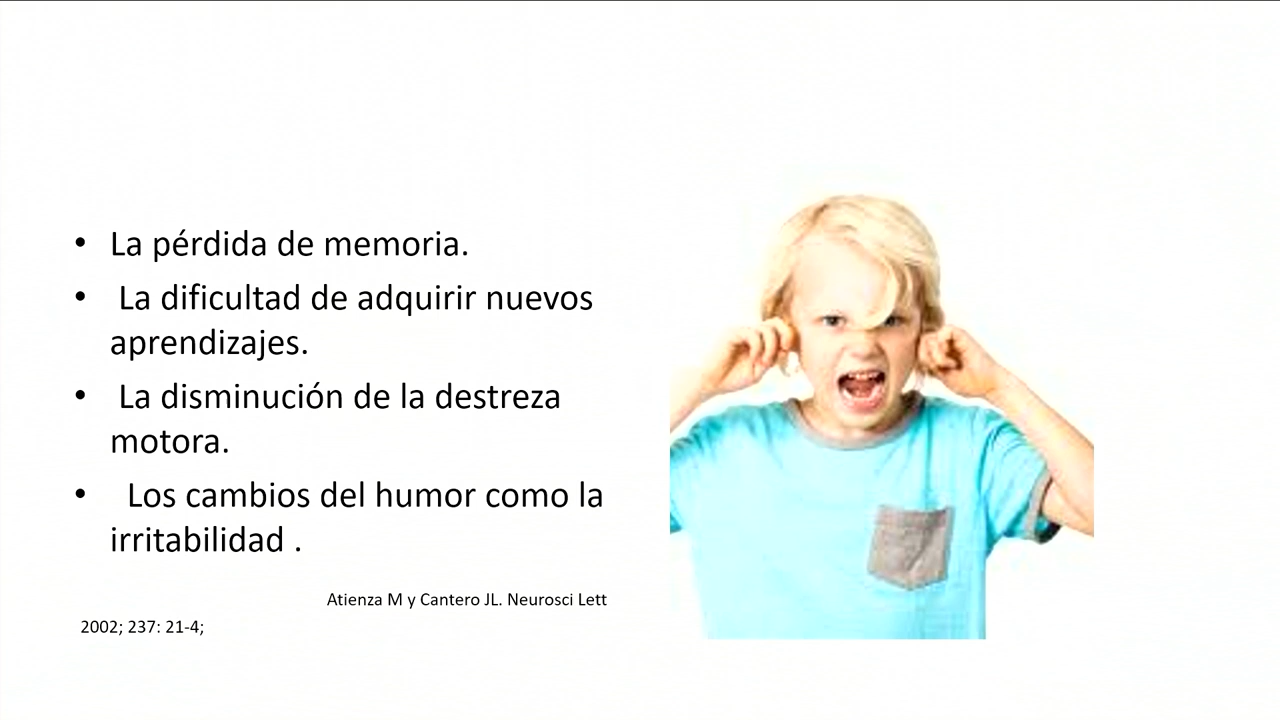 • La pérdida de memoria.
• La dificultad de adquirir nuevos
aprendizajes.
• La disminución de la destreza
motora.
• Los cambios del humor como la
irritabilidad .
Atienza M y Cantero JL. Neurosci Lett
2002; 237: 21-4;